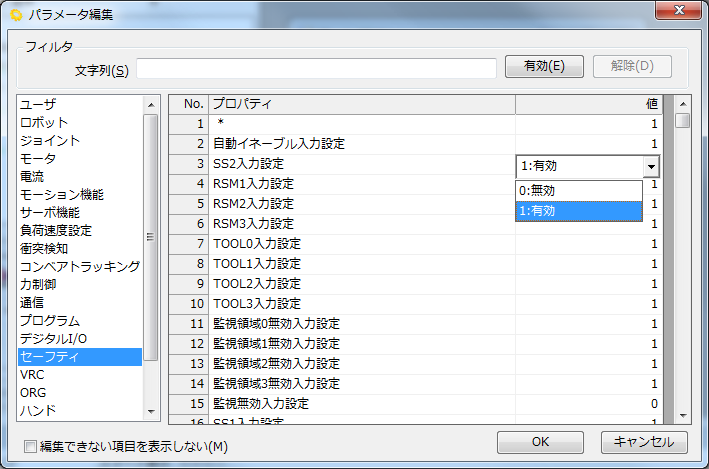 パラメータ編集
フィルタ
文字列(S)
有効(E)
解除(D)
ユーザ
ロボット
ジョイント
モータ
電流
モーション機能
サーボ機能
負荷速度設定
衝突検知
コンベアトラッキング
力制御
通信
プログラム
デジタルI/O
セーフティ
VRC
ORG
ハンド
No. プロパティ 値
1 * 1
2 自動イネーブル入力設定 1
3 SS2入力設定 1:有効
0:無効
1:有効
4 RSM1入力設定 1
5 RSM2入力設定 1
6 RSM3入力設定 1
7 TOOL0入力設定 1
8 TOOL1入力設定 1
9 TOOL2入力設定 1
10 TOOL3入力設定 1
11 監視領域0無効入力設定 1
12 監視領域1無効入力設定 1
13 監視領域2無効入力設定 1
14 監視領域3無効入力設定 1
15 監視無効入力設定 0
16 SS1入力設定 1
編集できない項目を表示しない(M)
OK
キャンセル